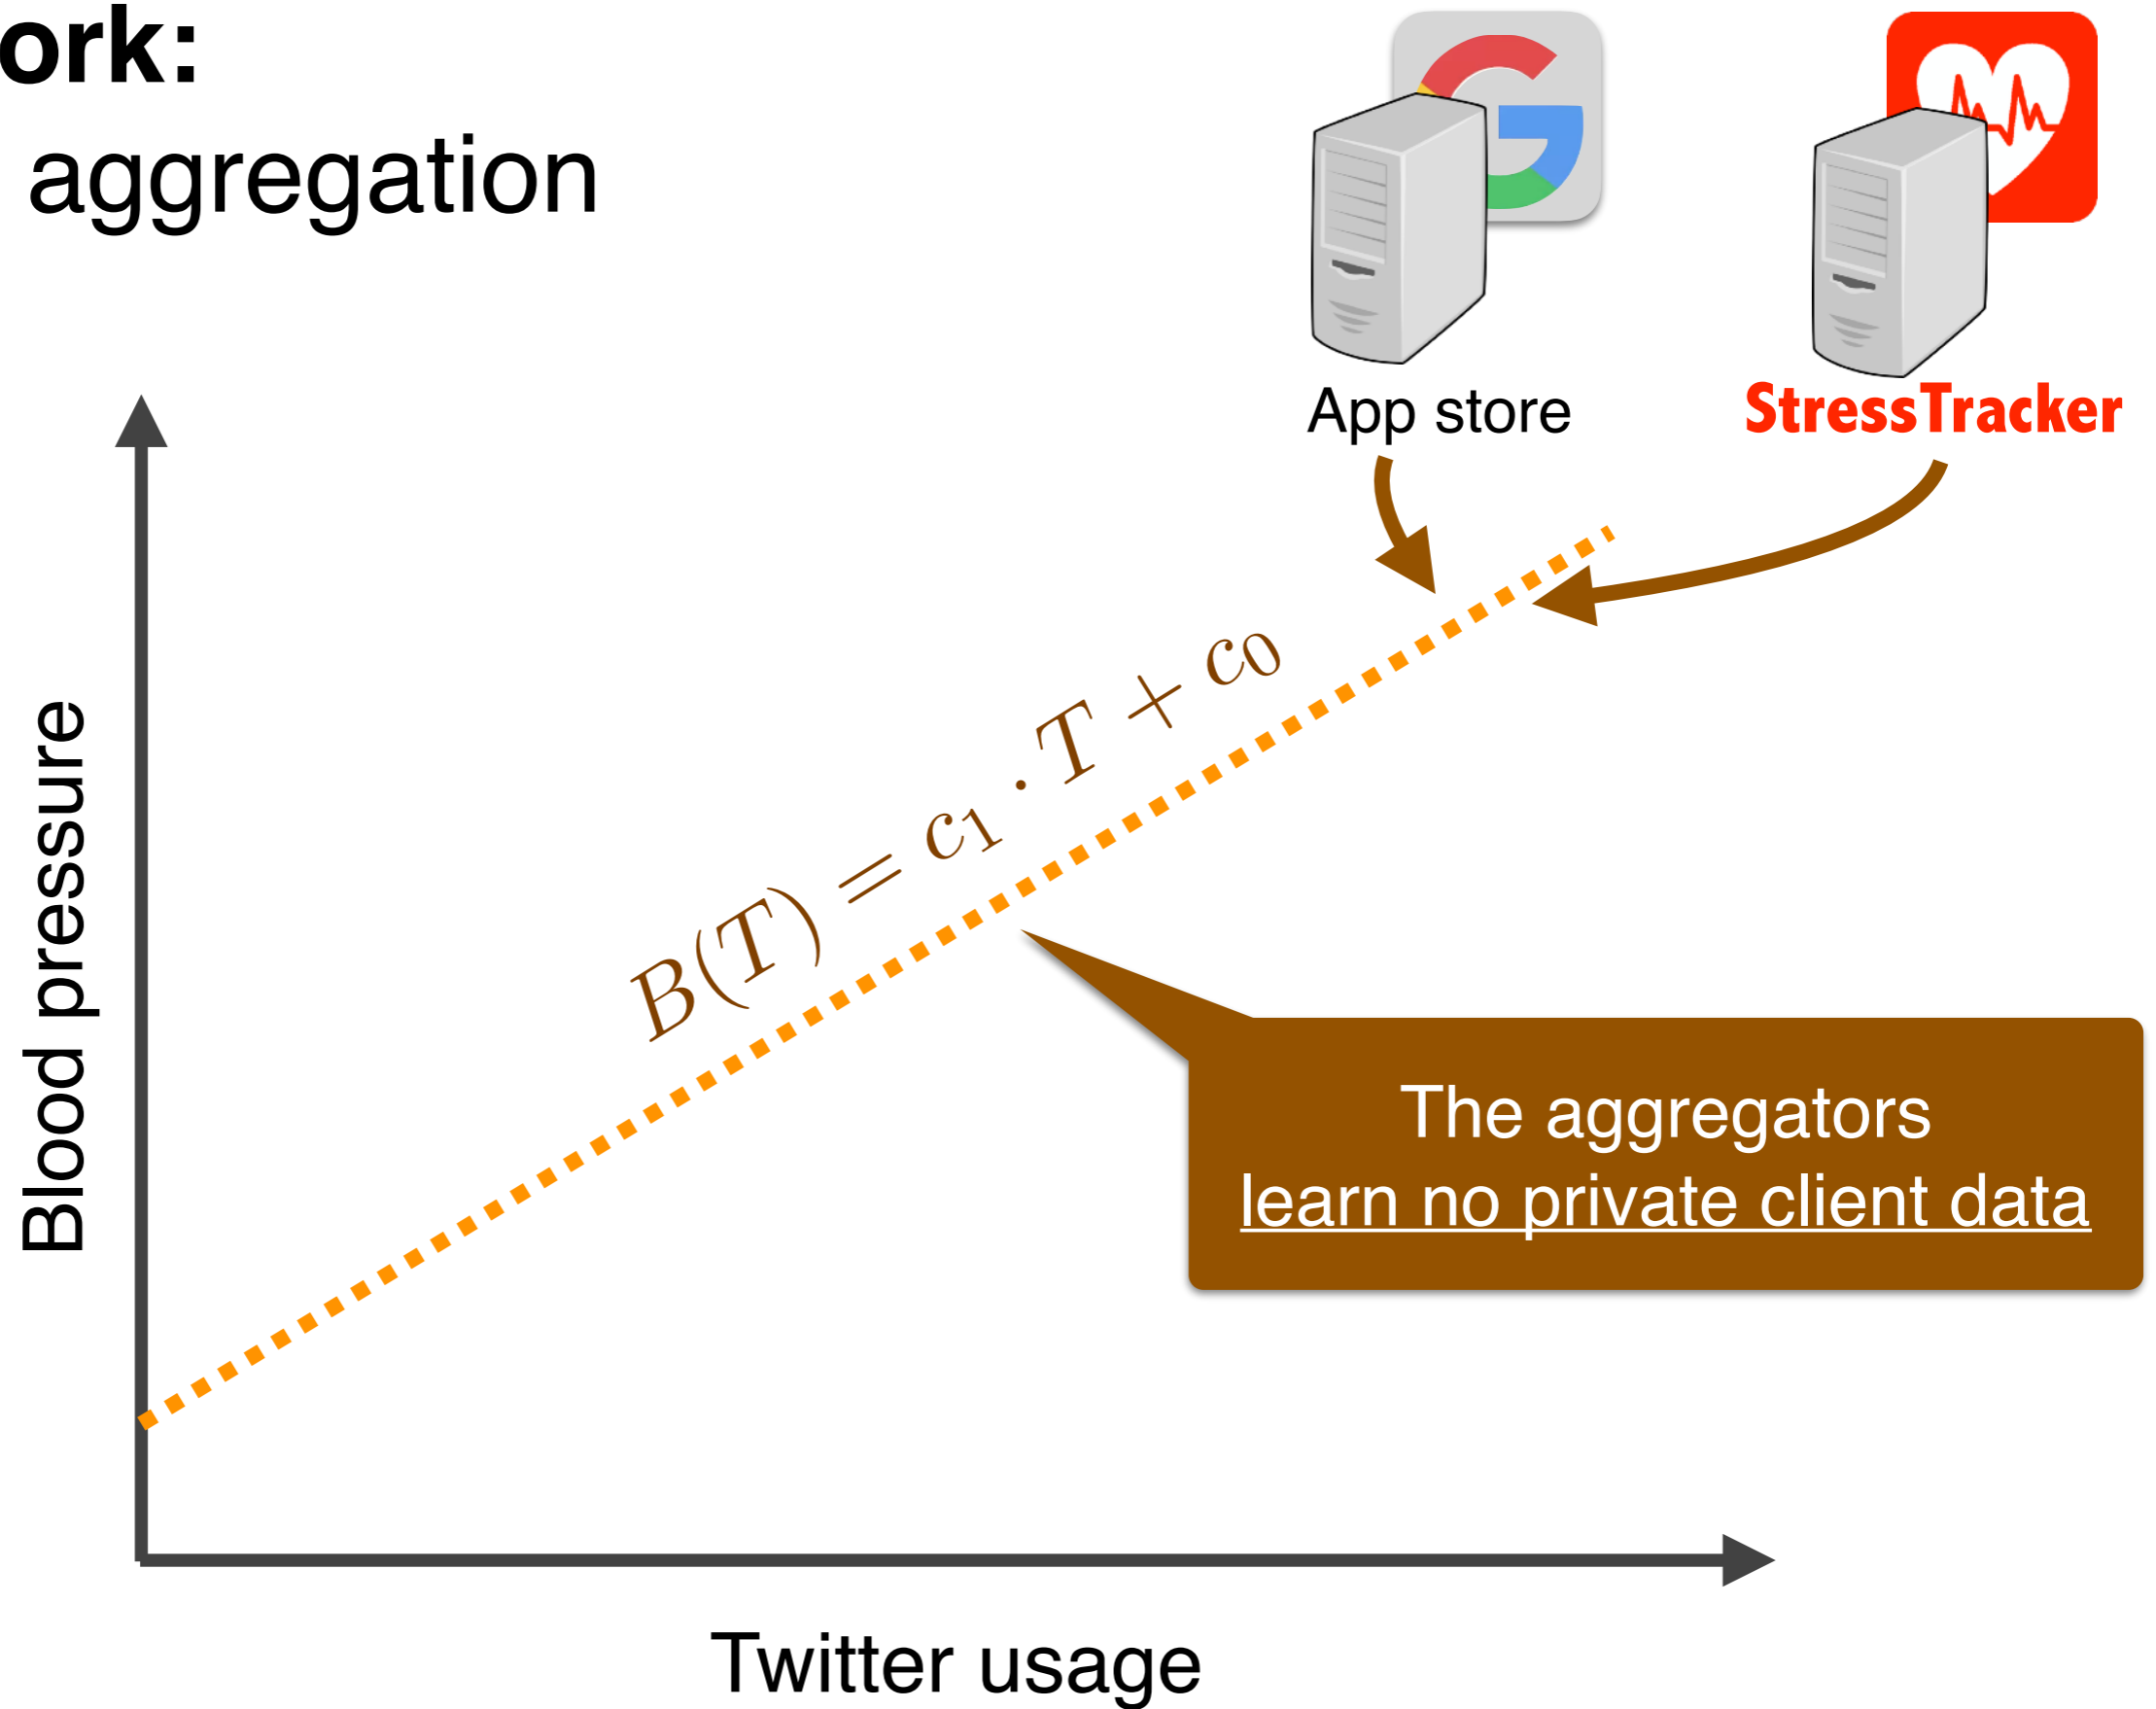 ork:
aggregation
App store
StressTracker
B(T) = c₁ · T + c₀
Blood pressure
The aggregators
learn no private client data
Twitter usage